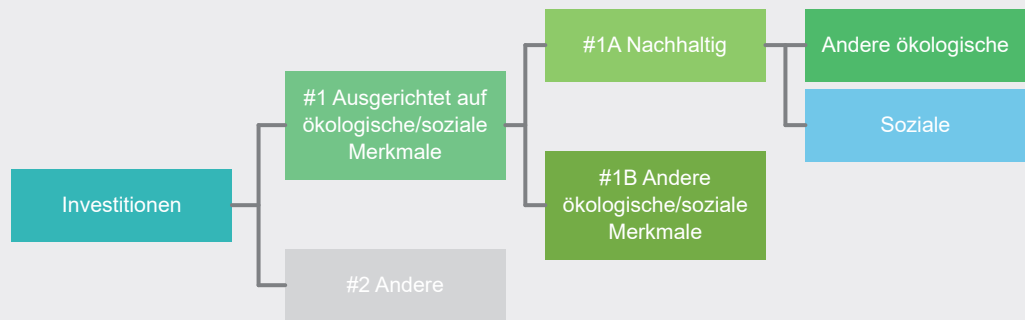 Investitionen
#1 Ausgerichtet auf
ökologische/soziale
Merkmale
#2 Andere
#1A Nachhaltig
#1B Andere
ökologische/soziale
Merkmale
Andere ökologische
Soziale